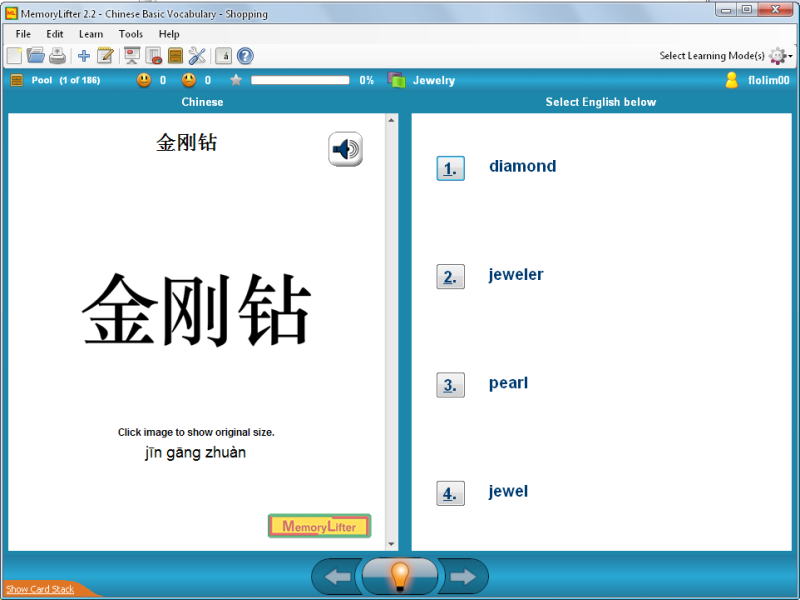 MemoryLifter 2.2 - Chinese Basic Vocabulary - Shopping
File Edit Learn Tools Help
Select Learning Mode(s)
Pool (1 of 186) 0 0 0% Jewelry flolim00
Chinese
金刚钻
金刚钻
Click image to show original size.
jīn gāng zhuàn
MemoryLifter
Select English below
1. diamond
2. jeweler
3. pearl
4. jewel
Show Card Stack